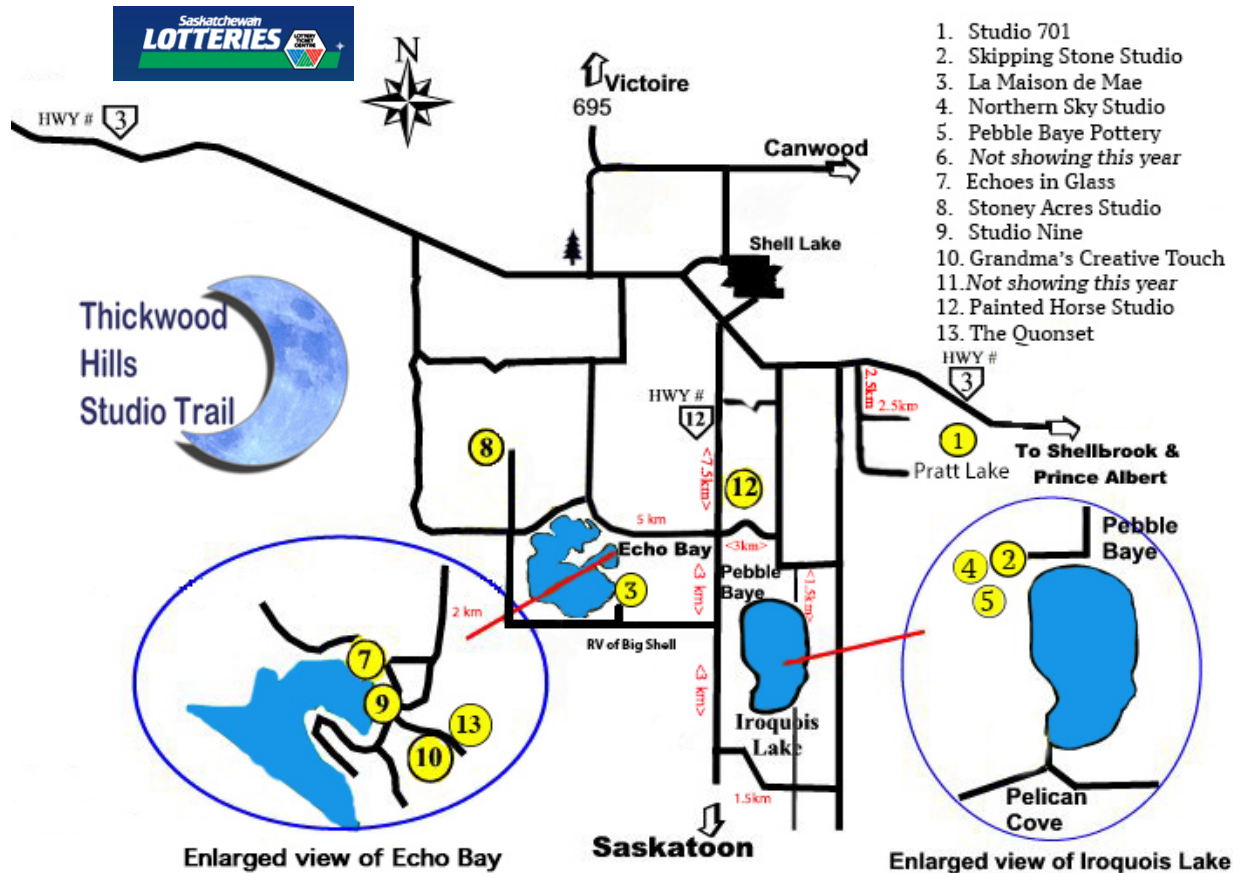 Saskatchewan
LOTTERIES
LOTTERY
TICKET
CENTRE
N
HWY # 3
Victoire
695
Canwood
Shell Lake
1. Studio 701
2. Skipping Stone Studio
3. La Maison de Mae
4. Northern Sky Studio
5. Pebble Baye Pottery
6. Not showing this year
7. Echoes in Glass
8. Stoney Acres Studio
9. Studio Nine
10. Grandma's Creative Touch
11. Not showing this year
12. Painted Horse Studio
13. The Quonset
Thickwood
Hills
Studio Trail
HWY #
3
HWY #
12
2.5km
2.5km
1
Pratt Lake
To Shellbrook &
Prince Albert
8
<7.5km>
12
5 km
<3km>
Echo Bay
Pebble
Baye
<3 km>
<1.5km>
3
2 km
RV of Big Shell
<3 km>
Iroquois
Lake
1.5km
Saskatoon
7
9
13
10
Enlarged view of Echo Bay
Pebble
Baye
4
2
5
Pelican
Cove
Enlarged view of Iroquois Lake